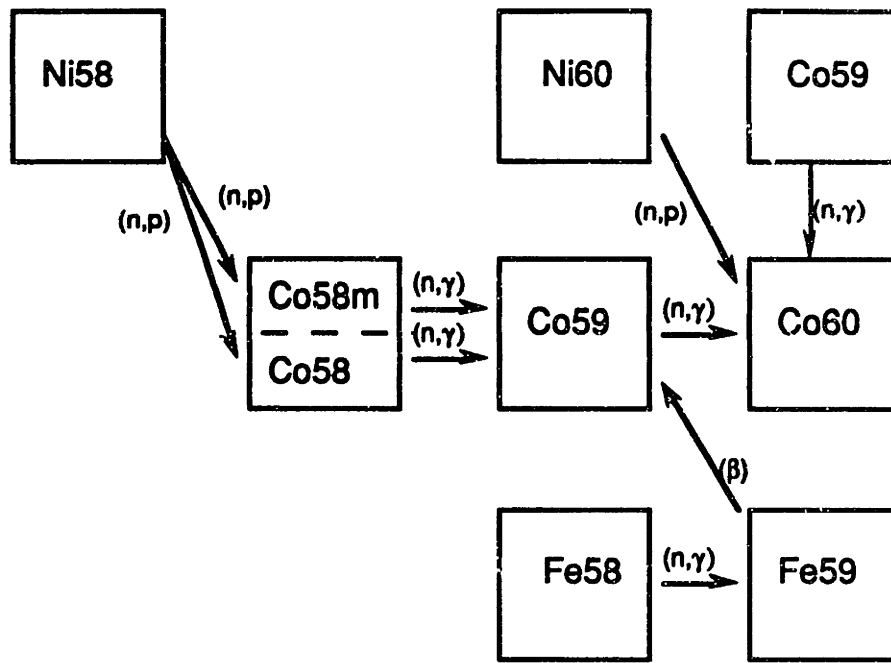 Ni58
Ni60
Co59
(n,p)
(n,p)
(n,p)
(n,γ)
Co58m
(n,γ)
Co59
(n,γ)
Co60
(n,γ)
Co58
(β)
Fe58
(n,γ)
Fe59